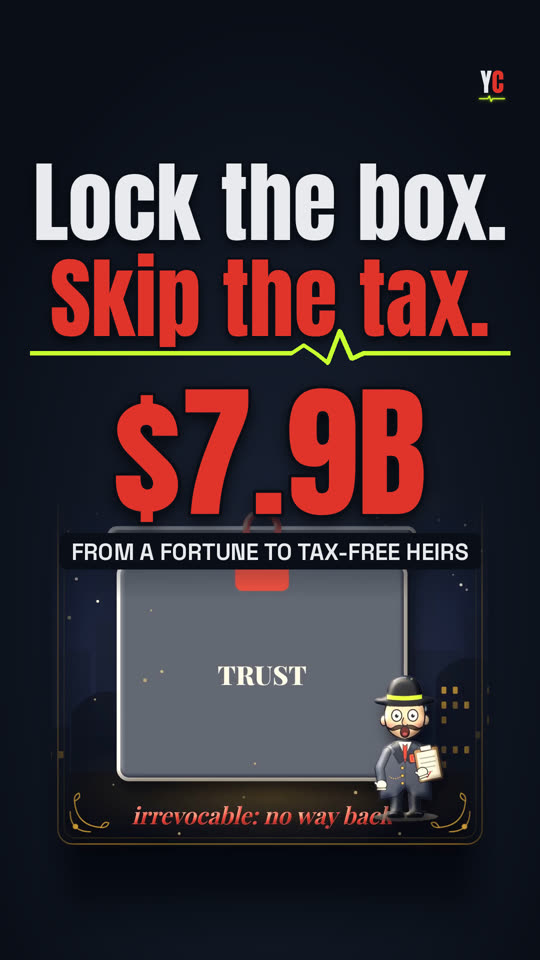 YC
Lock the box.
Skip the tax.
$7.9B
FROM A FORTUNE TO TAX-FREE HEIRS
TRUST
irrevocable: no way back